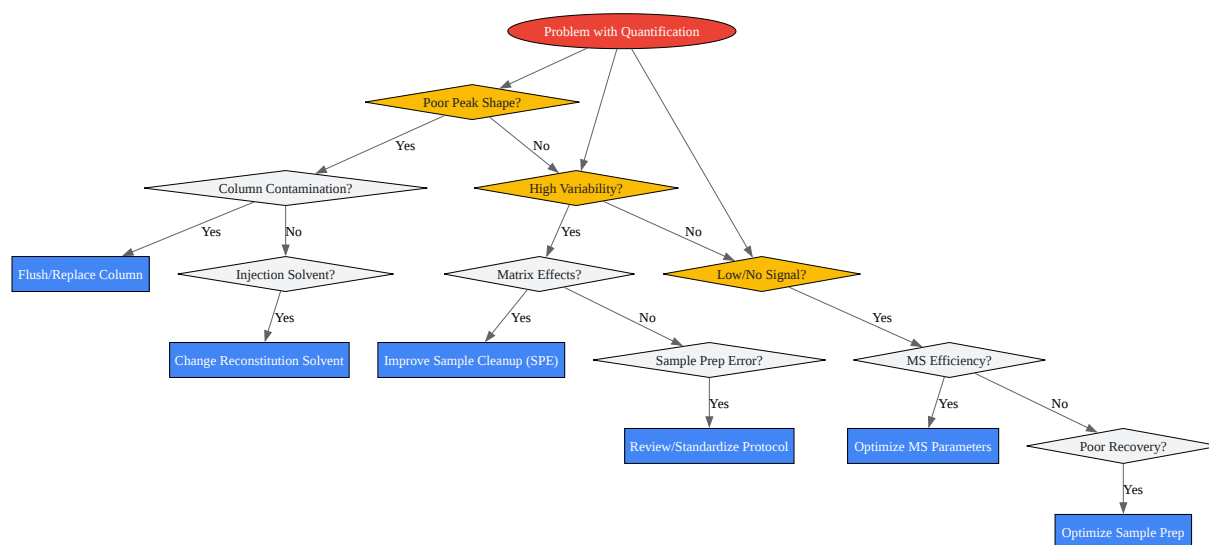 Problem with Quantification
Poor Peak Shape?
Yes
No
Column Contamination?
High Variability?
Yes
No
Yes
No
Flush/Replace Column
Injection Solvent?
Matrix Effects?
Low/No Signal?
Yes
Yes
No
Yes
Change Reconstitution Solvent
Improve Sample Cleanup (SPE)
Sample Prep Error?
MS Efficiency?
Yes
Yes
No
Review/Standardize Protocol
Optimize MS Parameters
Poor Recovery?
Yes
Optimize Sample Prep